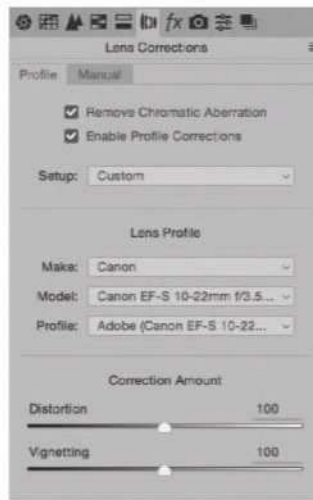 fx
Lens Corrections
Profile Manual
Remove Chromatic Aberration
Enable Profile Corrections
Setup: Custom
Lens Profile
Make: Canon
Model: Canon EF-S 10-22mm f/3.5...
Profile: Adobe (Canon EF-S 10-22...
Correction Amount
Distortion 100
Vignetting 100